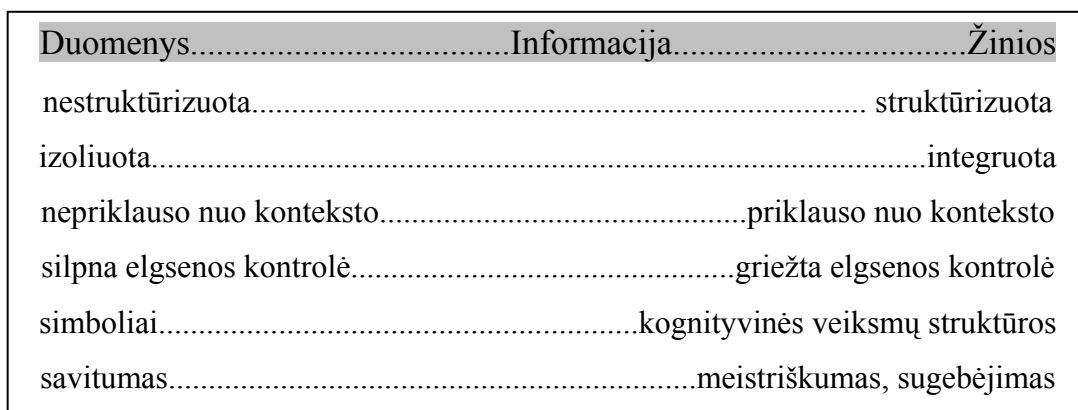 Duomenys...................................Informacija................................Žinios
nestruktūrizuota.................................................................................. struktūrizuota
izoliuota.......................................................................................................integruota
nepriklauso nuo konteksto................................................priklauso nuo konteksto
silpna elgsenos kontrolė..................................................griežta elgsenos kontrolė
simboliai...............................................................kognityvinės veiksmų struktūros
savitumas......................................................................meistriškumas, sugebėjimas